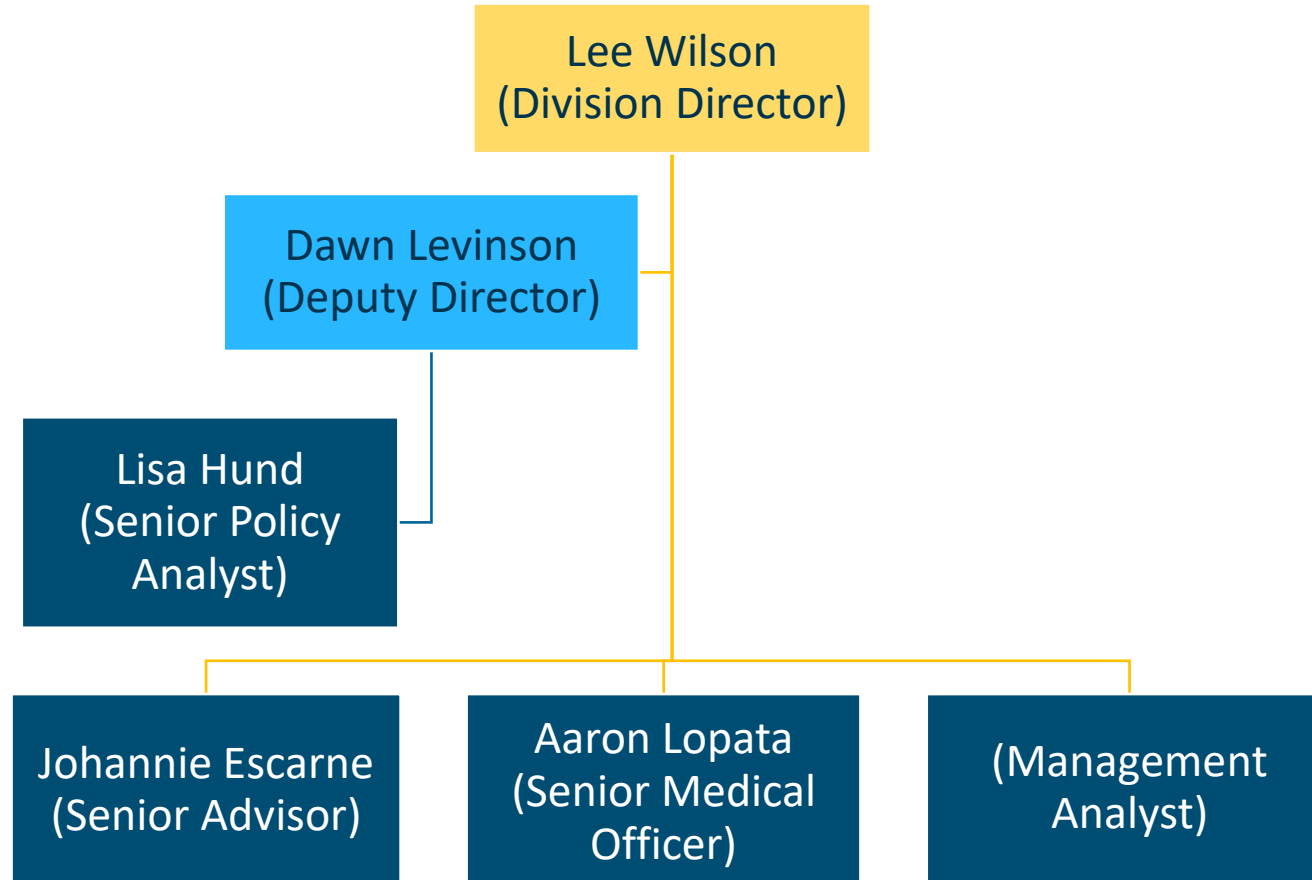 Lee Wilson
(Division Director)
Dawn Levinson
(Deputy Director)
Lisa Hund
(Senior Policy
Analyst)
Johannie Escarne
(Senior Advisor)
Aaron Lopata
(Senior Medical
Officer)
(Management
Analyst)